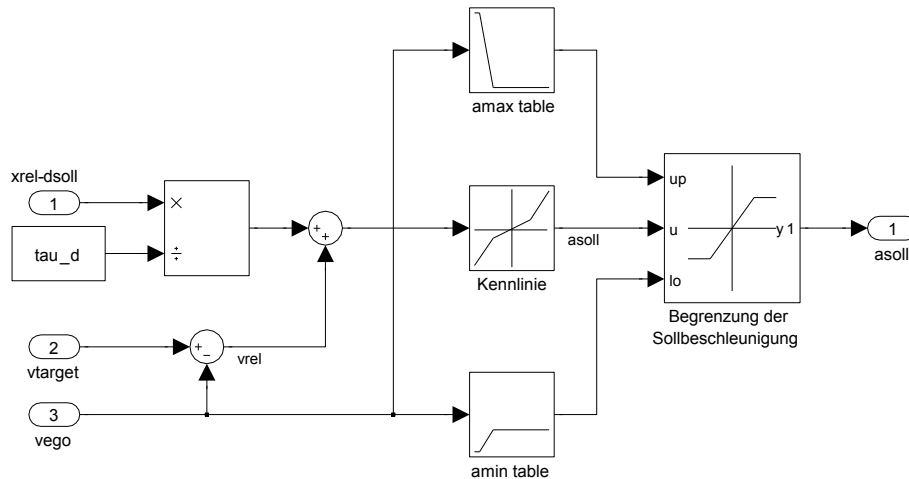 amax table
xrel-dsoll
1
×
÷
tau_d
+
+
Kennlinie
asoll
up
u
lo
y 1
1
asoll
Begrenzung der
Sollbeschleunigung
2
vtarget
+
−
vrel
3
vego
amin table